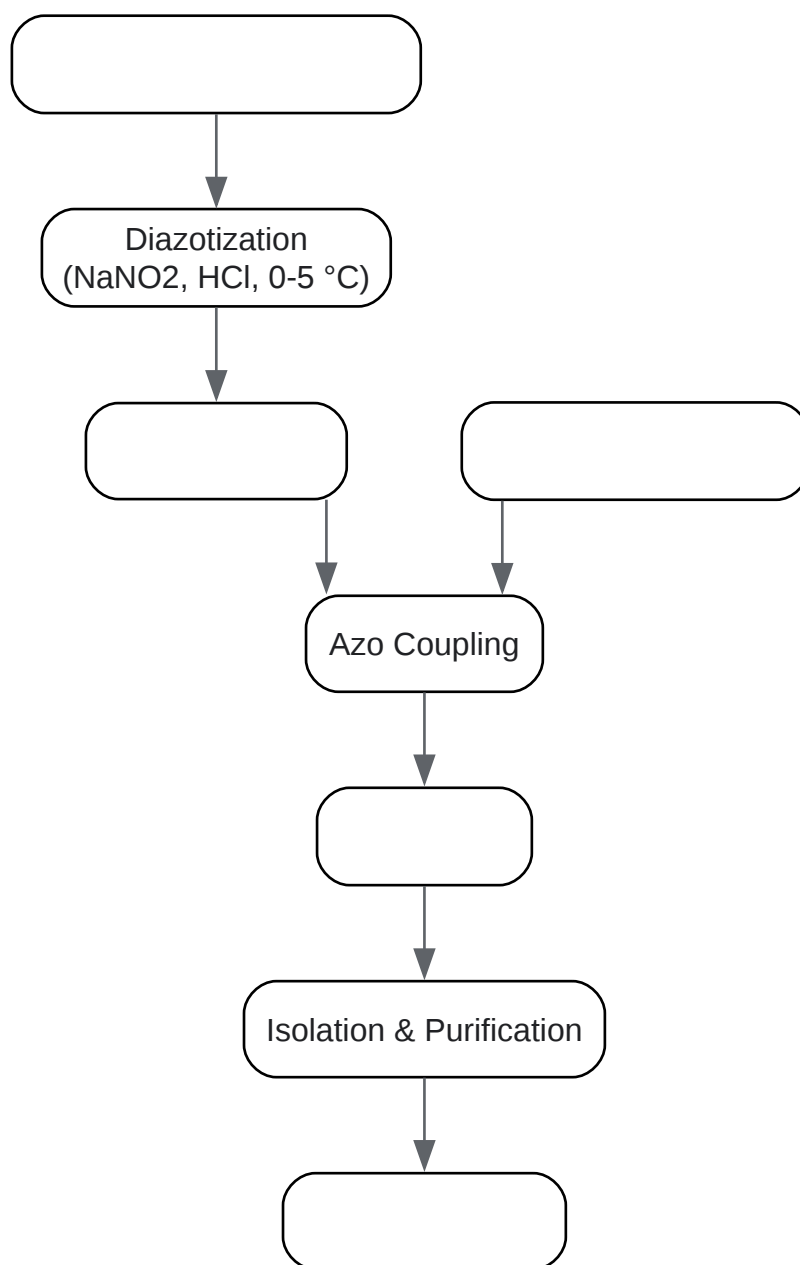 Diazotization
(NaNO2, HCl, 0-5 °C)
Azo Coupling
Isolation & Purification